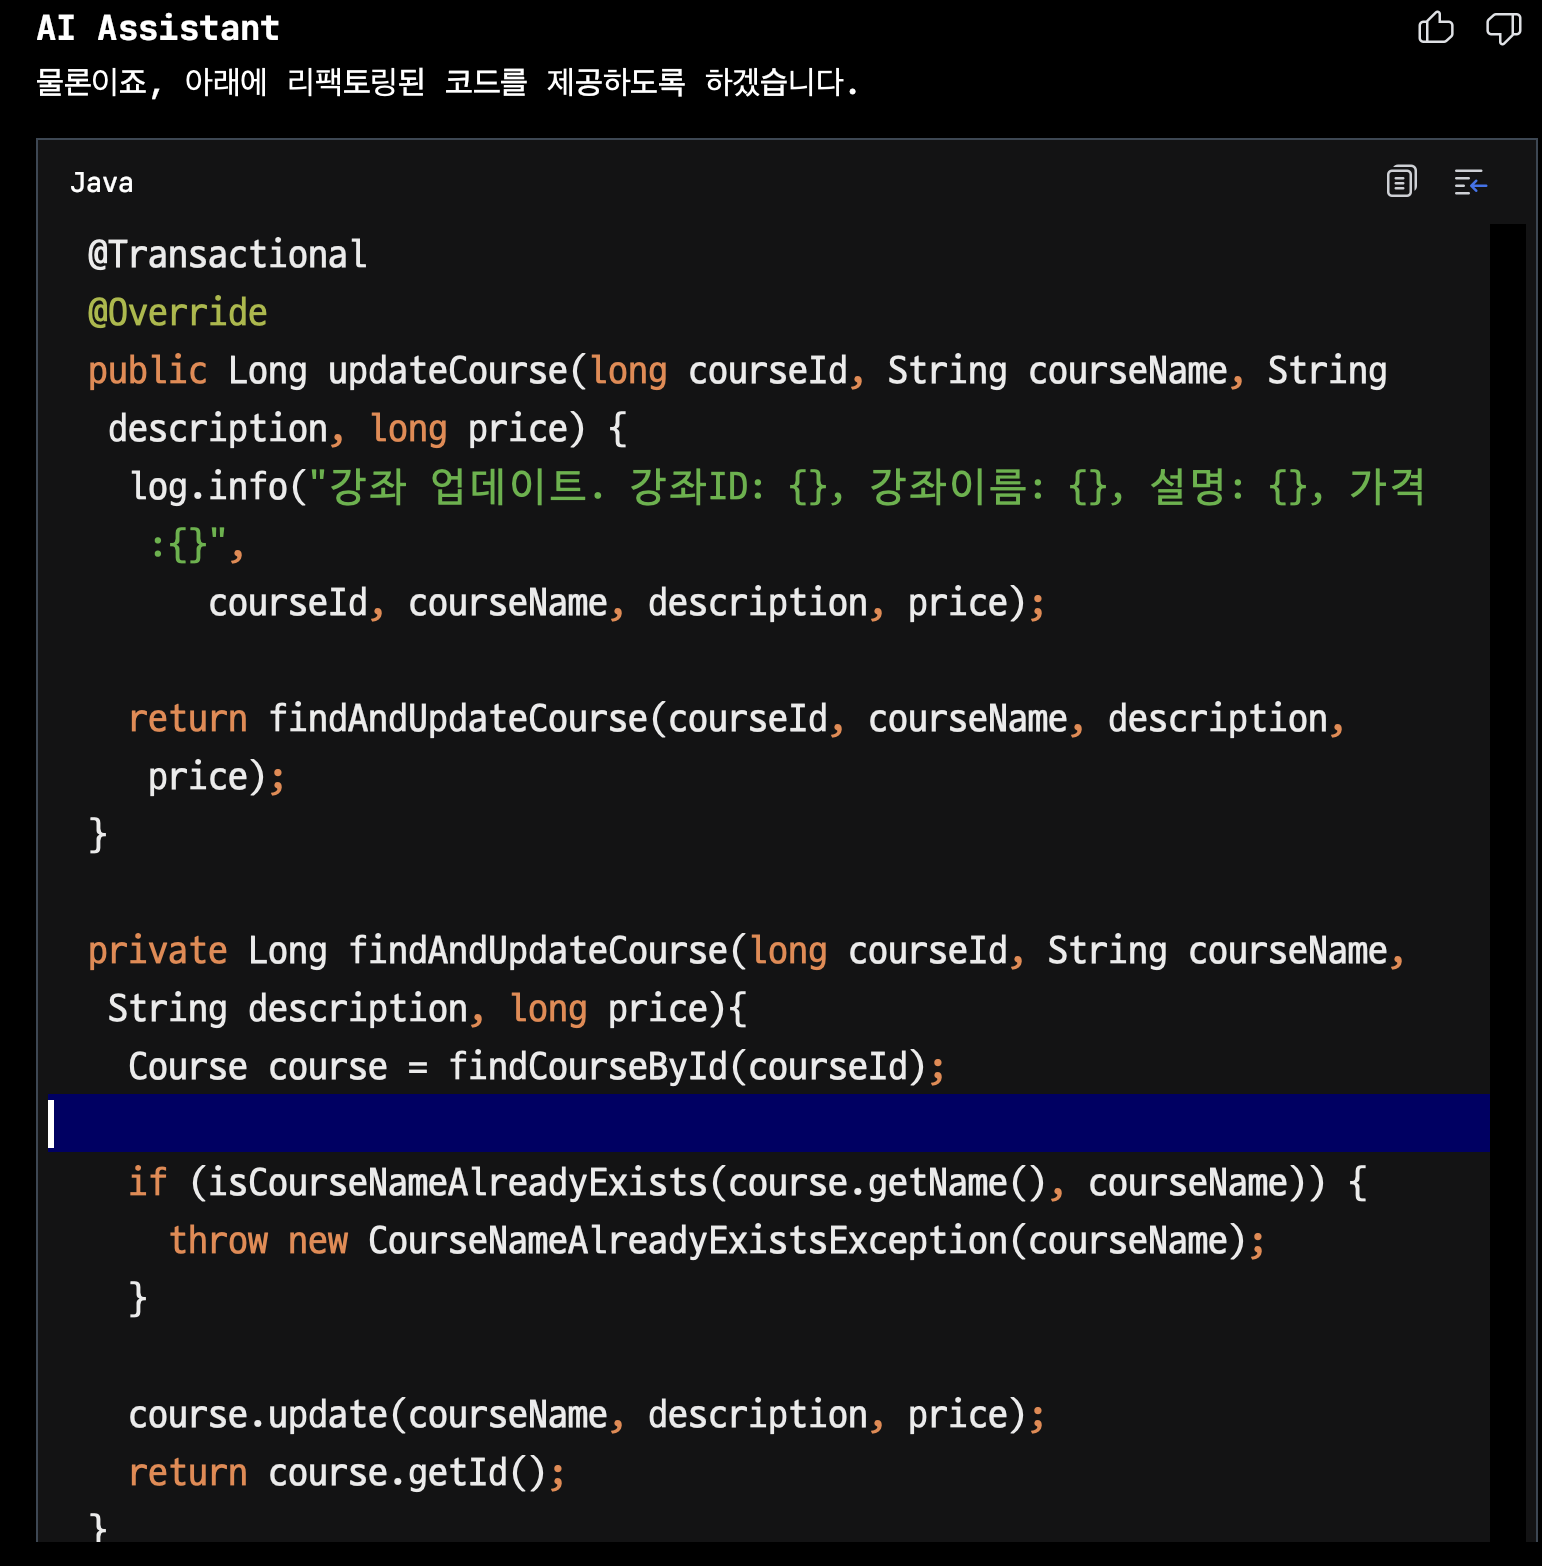 AI Assistant
물론이죠, 아래에 리팩토링된 코드를 제공하도록 하겠습니다.
Java
@Transactional
@Override
public Long updateCourse(long courseId, String courseName, String
description, long price) {
log.info("강좌 업데이트. 강좌ID: {}, 강좌이름: {}, 설명: {}, 가격
:{}",
courseId, courseName, description, price);
return findAndUpdateCourse(courseId, courseName, description,
price);
}
private Long findAndUpdateCourse(long courseId, String courseName,
String description, long price){
Course course = findCourseById(courseId);
if (isCourseNameAlreadyExists(course.getName(), courseName)) {
throw new CourseNameAlreadyExistsException(courseName);
}
course.update(courseName, description, price);
return course.getId();
}